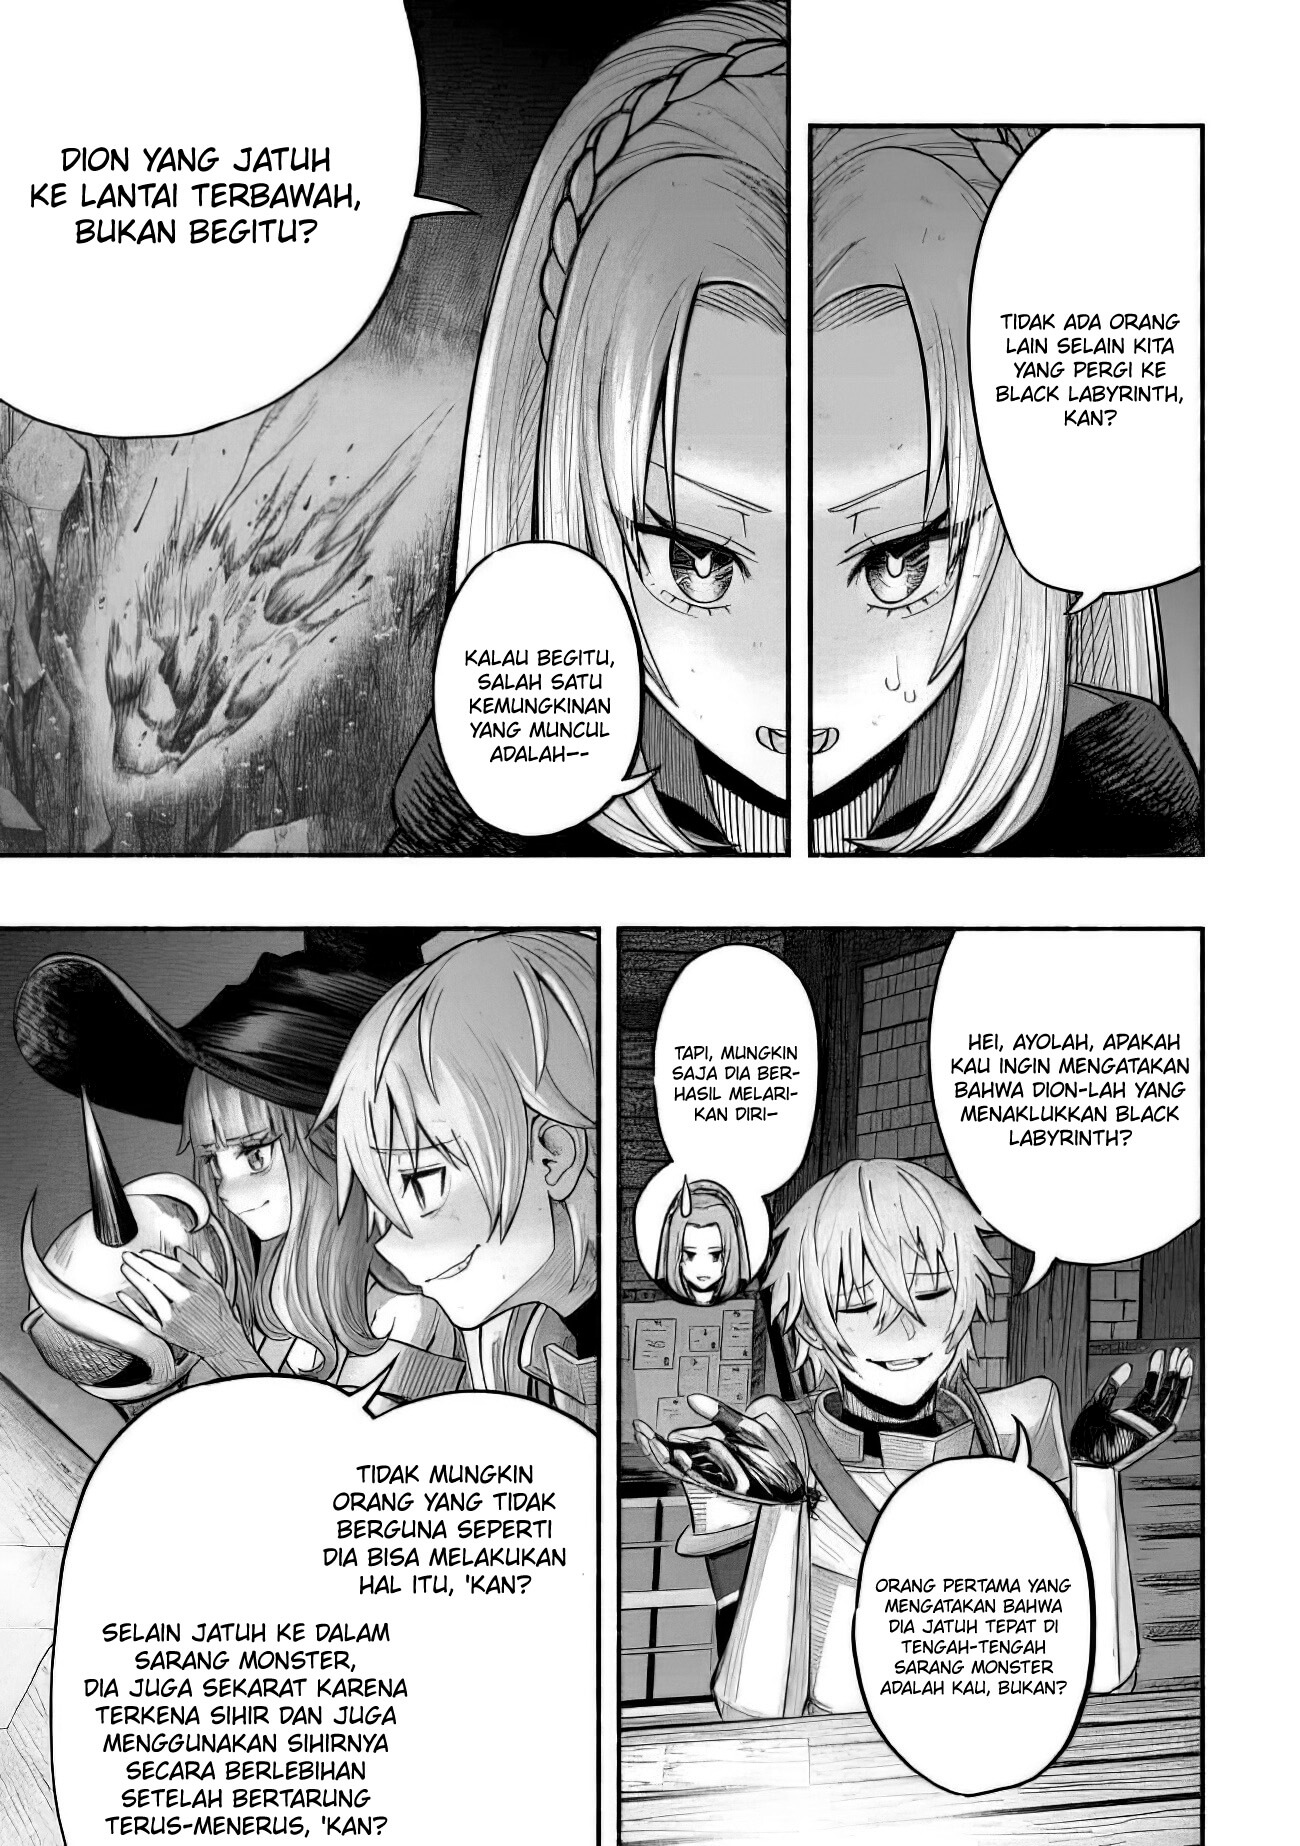 TIDAK ADA ORANG
LAIN SELAIN KITA
YANG PERGI KE
BLACK LABYRINTH,
KAN?
KALAU BEGITU,
SALAH SATU
KEMUNGKINAN
YANG MUNCUL
ADALAH--
DION YANG JATUH
KE LANTAI TERBAWAH,
BUKAN BEGITU?
HEI, AYOLAH, APAKAH
KAU INGIN MENGATAKAN
BAHWA DION-LAH YANG
MENAKLUKKAN BLACK
LABYRINTH?
TAPI, MUNGKIN
SAJA DIA BER-
HASIL MELARI-
KAN DIRI-
ORANG PERTAMA YANG
MENGATAKAN BAHWA
DIA JATUH TEPAT DI
TENGAH-TENGAH
SARANG MONSTER
ADALAH KAU, BUKAN?
TIDAK MUNGKIN
ORANG YANG TIDAK
BERGUNA SEPERTI
DIA BISA MELAKUKAN
HAL ITU, 'KAN?
SELAIN JATUH KE DALAM
SARANG MONSTER,
DIA JUGA SEKARAT KARENA
TERKENA SIHIR DAN JUGA
MENGGUNAKAN SIHIRNYA
SECARA BERLEBIHAN
SETELAH BERTARUNG
TERUS-MENERUS, 'KAN?